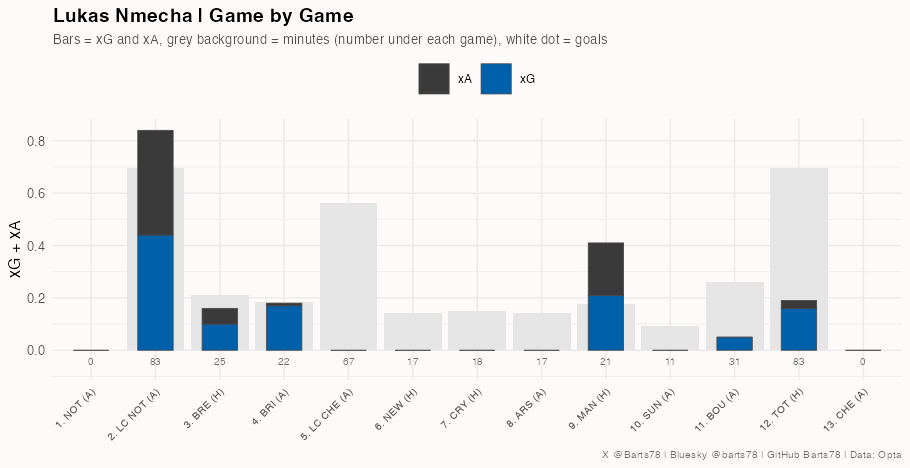 Lukas Nmecha | Game by Game
Bars = xG and xA, grey background = minutes (number under each game), white dot = goals
xA xG
xG + xA
0.8
0.6
0.4
0.2
0.0
0 83 25 22 67 17 18 17 21 11 31 83 0
1. NOT (A)
2. LC NOT (A)
3. BRE (H)
4. BRI (A)
5. LC CHE (A)
6. NEW (H)
7. CRY (H)
8. ARS (A)
9. MAN (H)
10. SUN (A)
11. BOU (A)
12. TOT (H)
13. CHE (A)
X @Barts78 | Bluesky @barts78 | GitHub Barts78 | Data: Opta